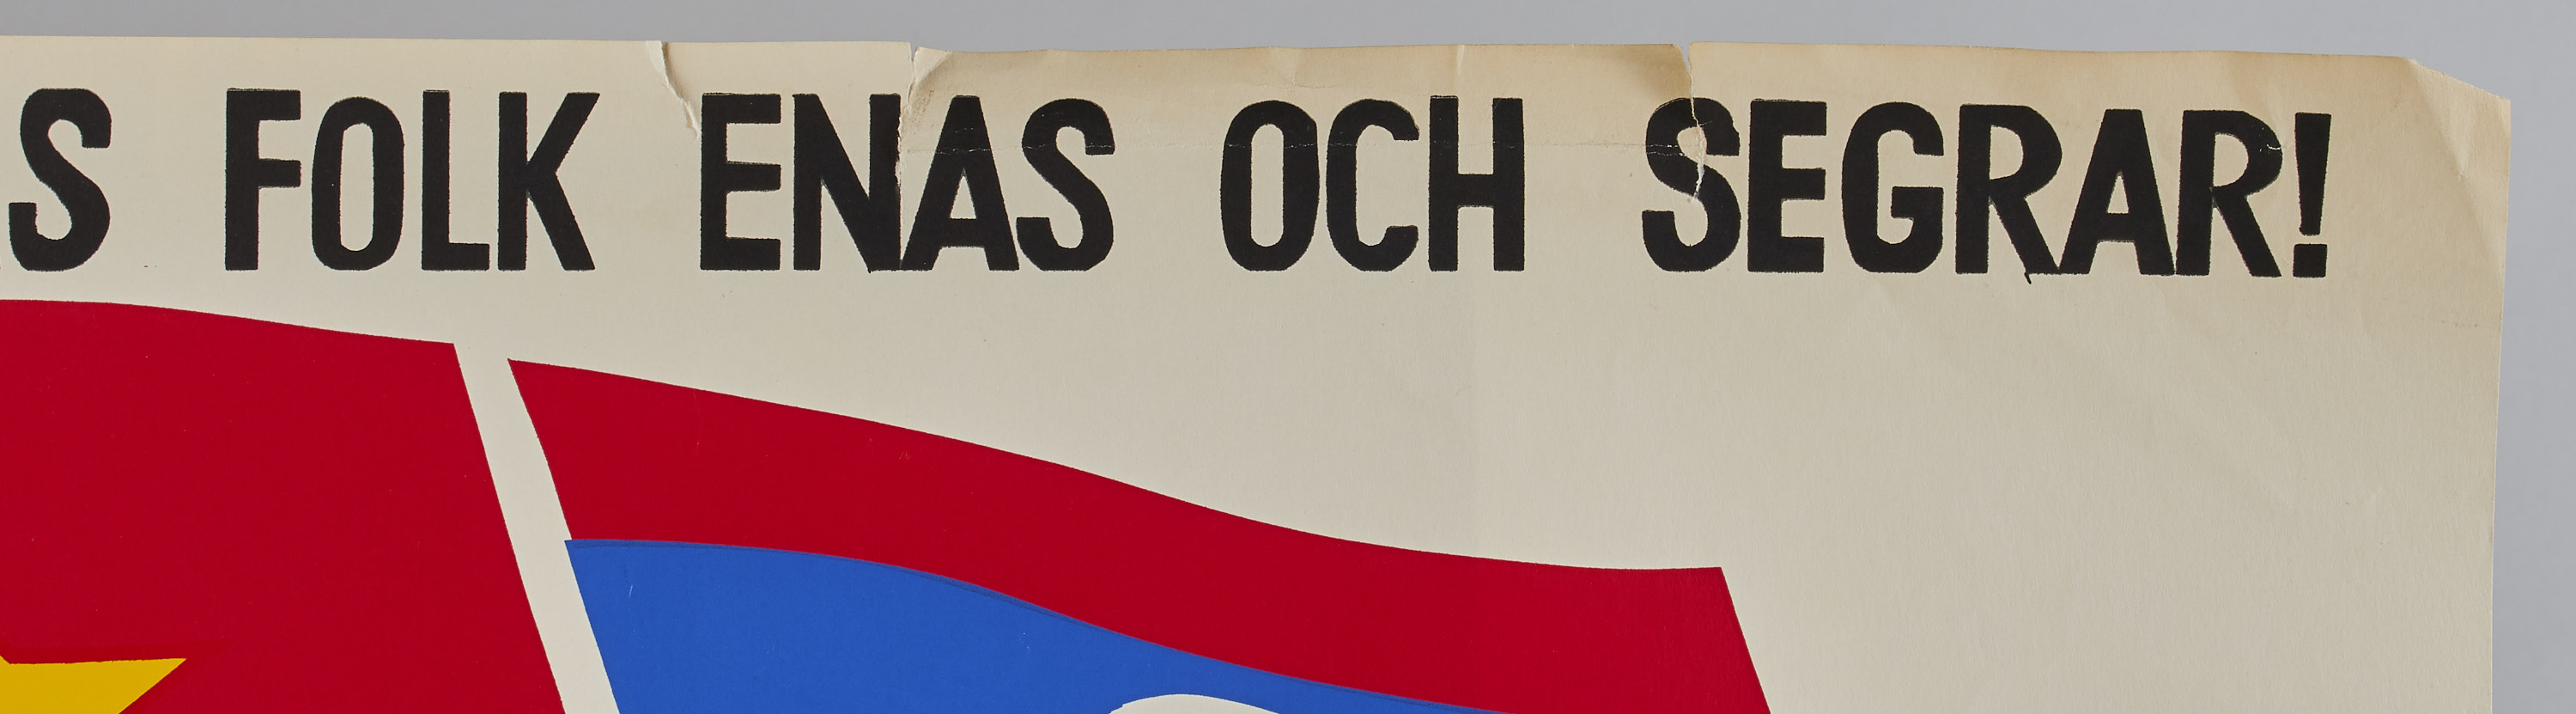 S FOLK ENAS OCH SEGRAR!